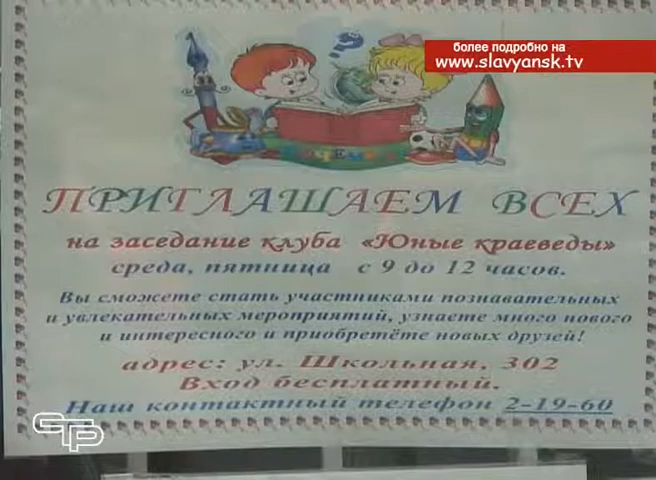 более подробно на
www.slavyansk.tv
ПРИГЛАШАЕМ ВСЕХ
на заседание клуба «Юные краеведы»
среда, пятница с 9 до 12 часов.
Вы сможете стать участниками познавательных
и увлекательных мероприятий, узнаете много нового
и интересного и приобретёте новых друзей!
адрес: ул. Школьная, 302
Вход бесплатный.
Наш контактный телефон 2-19-60
СТР